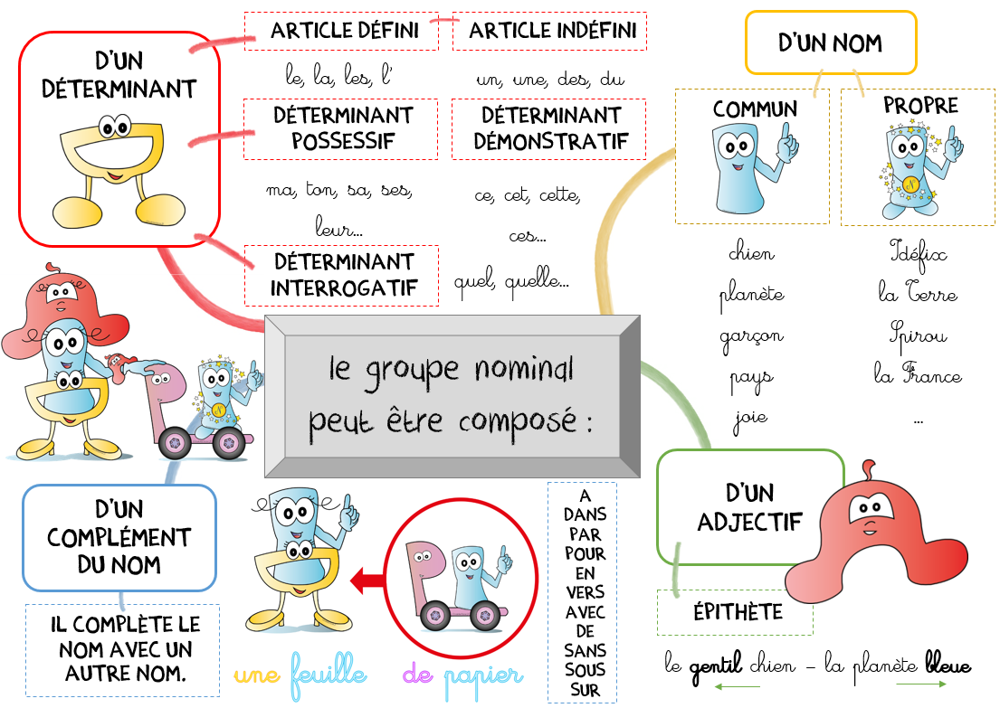 le groupe nominal
peut être composé :
D'UN
DÉTERMINANT
ARTICLE DÉFINI
le, la, les, l'
ARTICLE INDÉFINI
un, une, des, du
DÉTERMINANT
POSSESSIF
ma, ton, sa, ses,
leur...
DÉTERMINANT
DÉMONSTRATIF
ce, cet, cette,
ces...
DÉTERMINANT
INTERROGATIF
quel, quelle...
D'UN NOM
COMMUN
chien
planète
garçon
pays
joie
PROPRE
N
Idéfix
la Terre
Spirou
la France
...
P
N
D'UN
COMPLÉMENT
DU NOM
IL COMPLÈTE LE
NOM AVEC UN
AUTRE NOM.
P
une feuille de papier
A
DANS
PAR
POUR
EN
VERS
AVEC
DE
SANS
SOUS
SUR
D'UN
ADJECTIF
ÉPITHÈTE
le gentil chien – la planète bleue